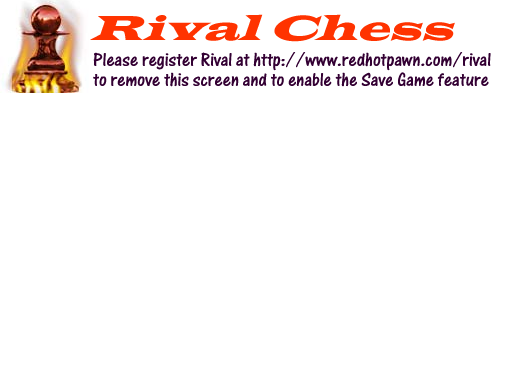 Rival Chess
Please register Rival at http://www.redhotpawn.com/rival
to remove this screen and to enable the Save Game feature